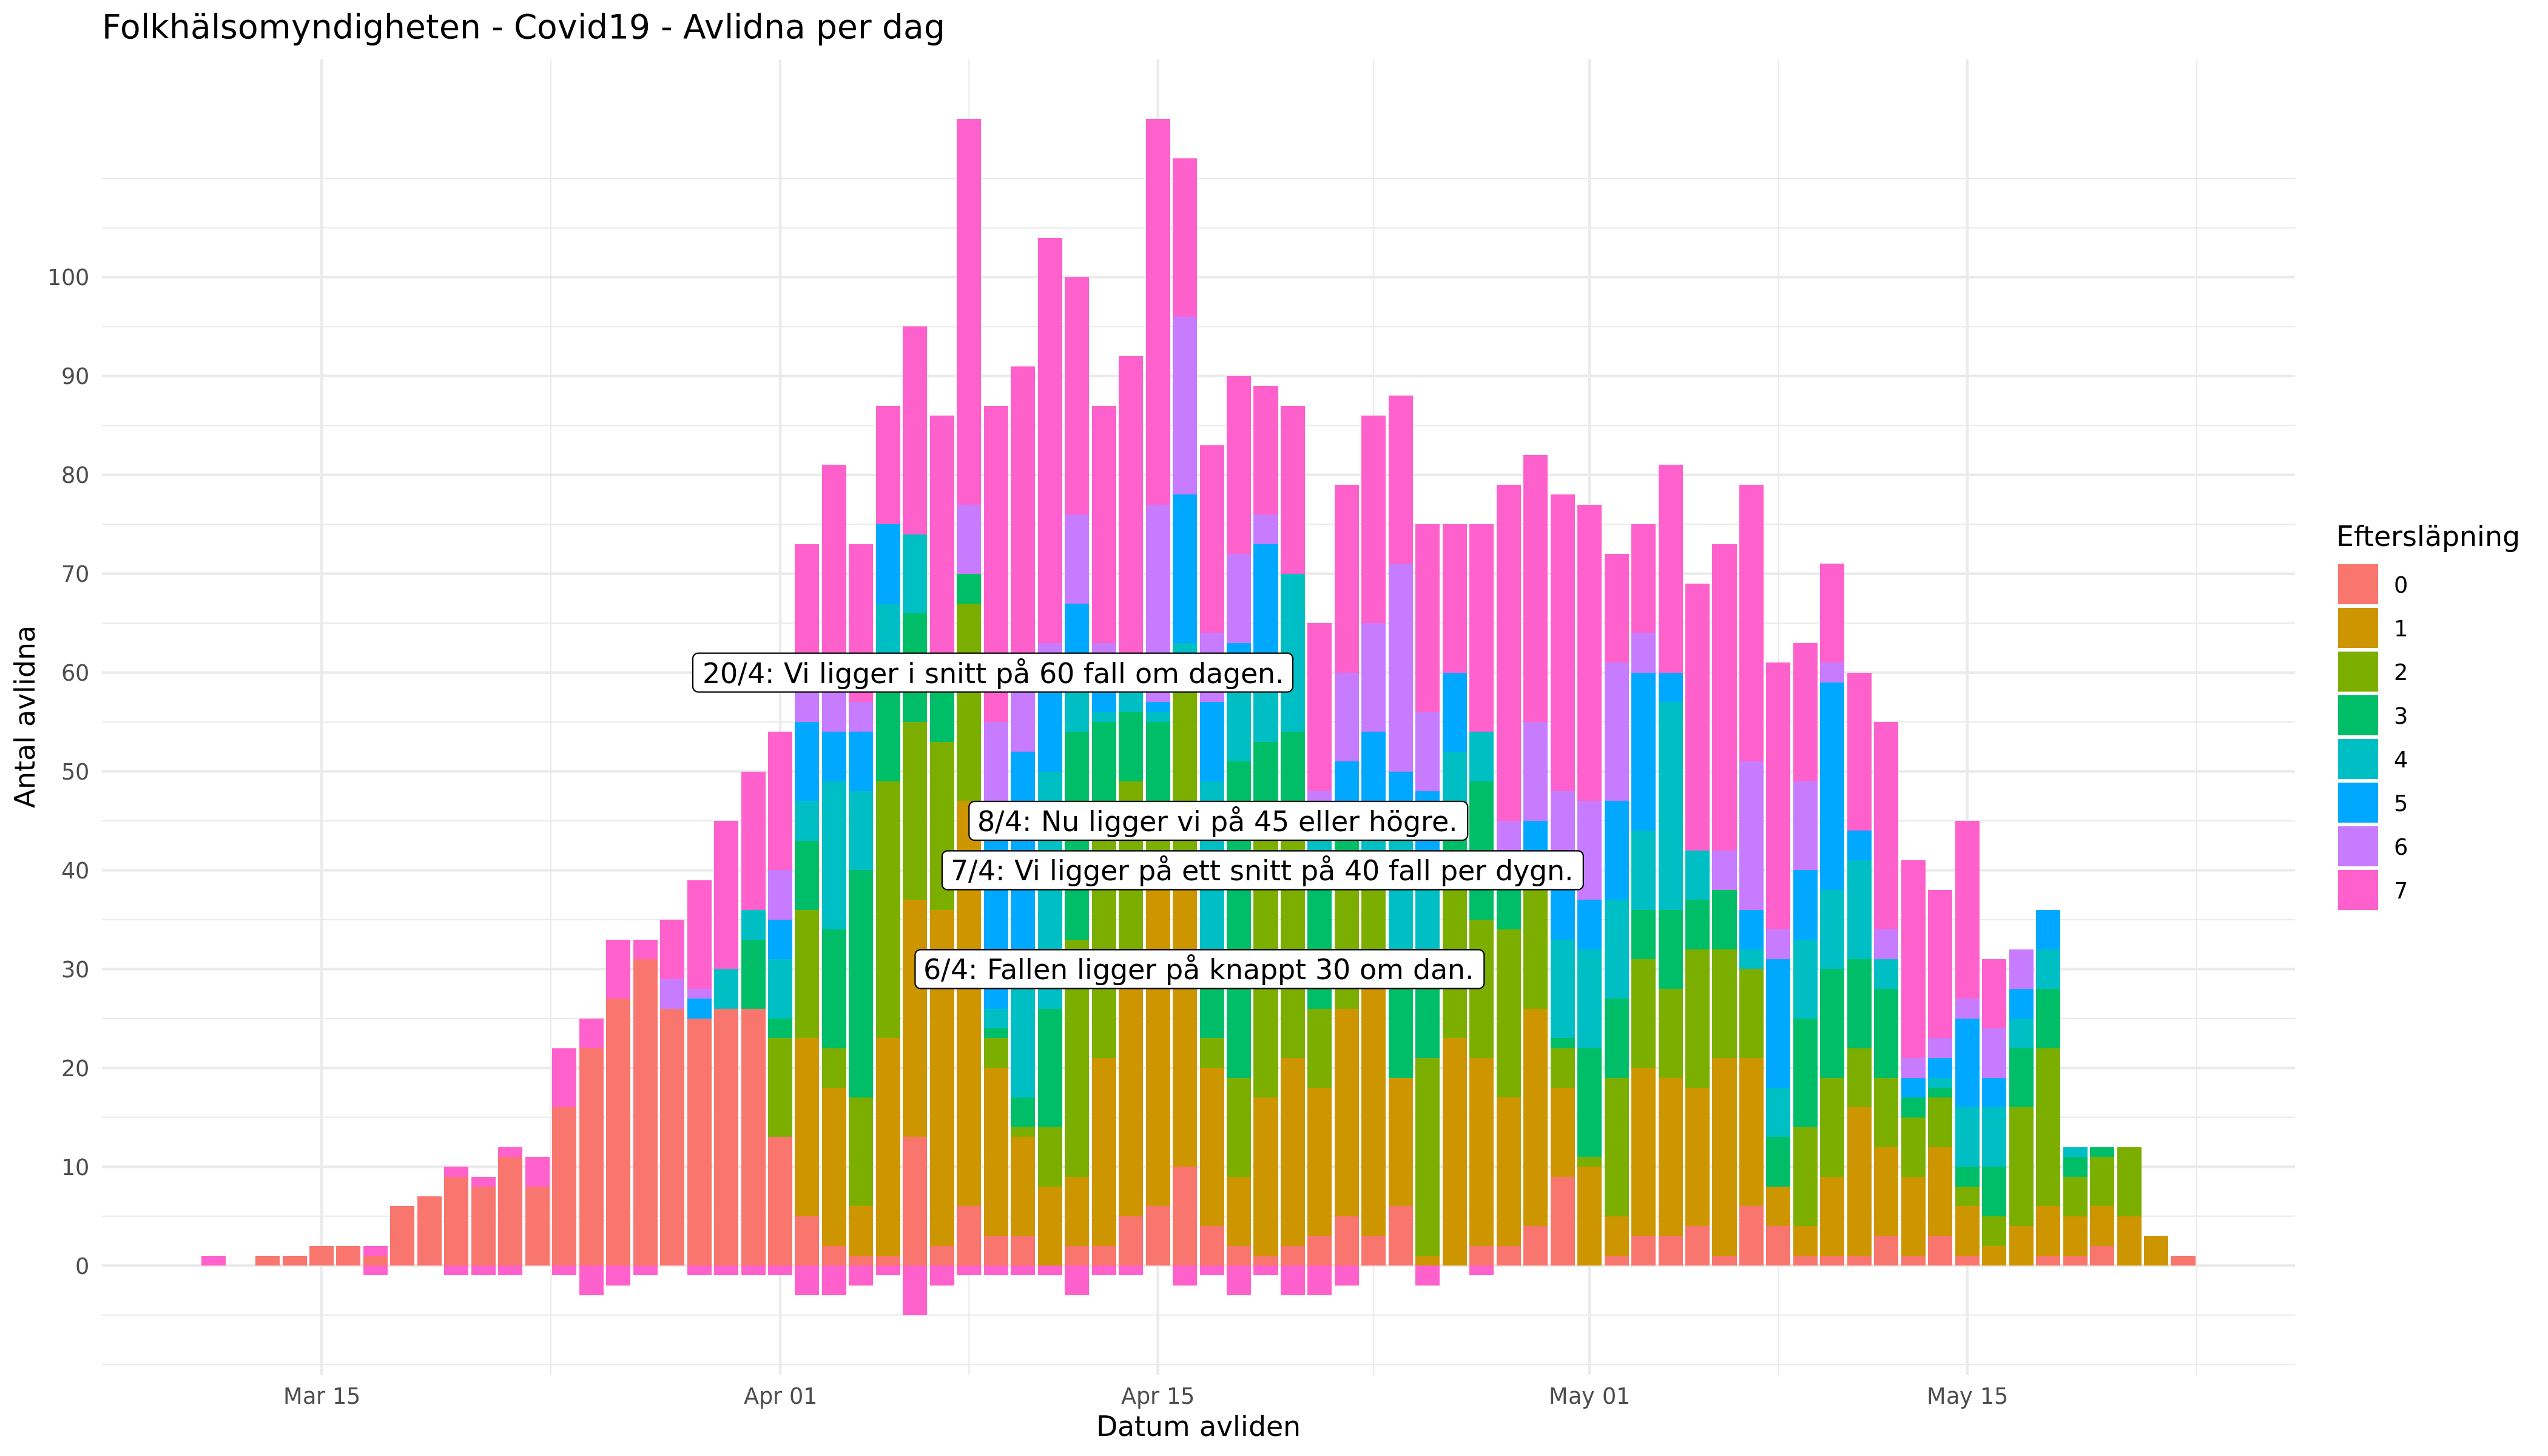 Folkhälsomyndigheten - Covid19 - Avlidna per dag
Antal avlidna
100
90
80
70
60
50
40
30
20
10
0
20/4: Vi ligger i snitt på 60 fall om dagen.
8/4: Nu ligger vi på 45 eller högre.
7/4: Vi ligger på ett snitt på 40 fall per dygn.
6/4: Fallen ligger på knappt 30 om dan.
Mar 15
Apr 01
Apr 15
May 01
May 15
Datum avliden
Eftersläpning
0
1
2
3
4
5
6
7